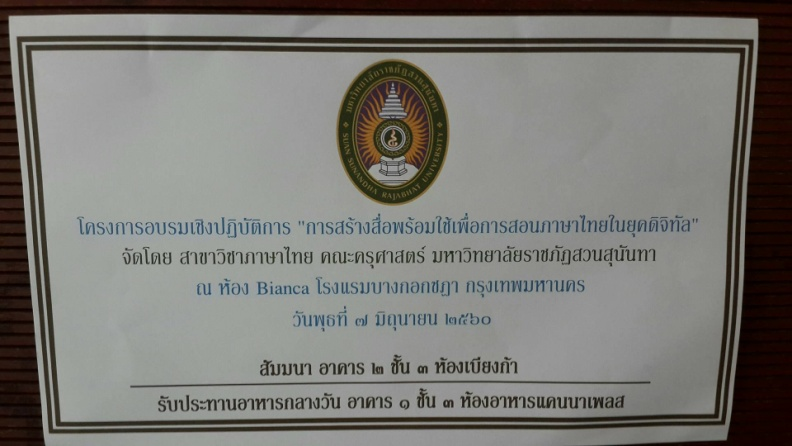 มหาวิทยาลัยราชภัฏสวนสุนันทา
SUAN SUNANDHA RAJABHAT UNIVERSITY
โครงการอบรมเชิงปฏิบัติการ "การสร้างสื่อพร้อมใช้เพื่อการสอนภาษาไทยในยุคดิจิทัล"
จัดโดย สาขาวิชาภาษาไทย คณะครุศาสตร์ มหาวิทยาลัยราชภัฏสวนสุนันทา
ณ ห้อง Bianca โรงแรมบางกอกชฎา กรุงเทพมหานคร
วันพุธที่ ๗ มิถุนายน ๒๕๖๐
สัมมนา อาคาร ๒ ชั้น ๓ ห้องเบียงก้า
รับประทานอาหารกลางวัน อาคาร ๑ ชั้น ๓ ห้องอาหารแคนนาเพลส